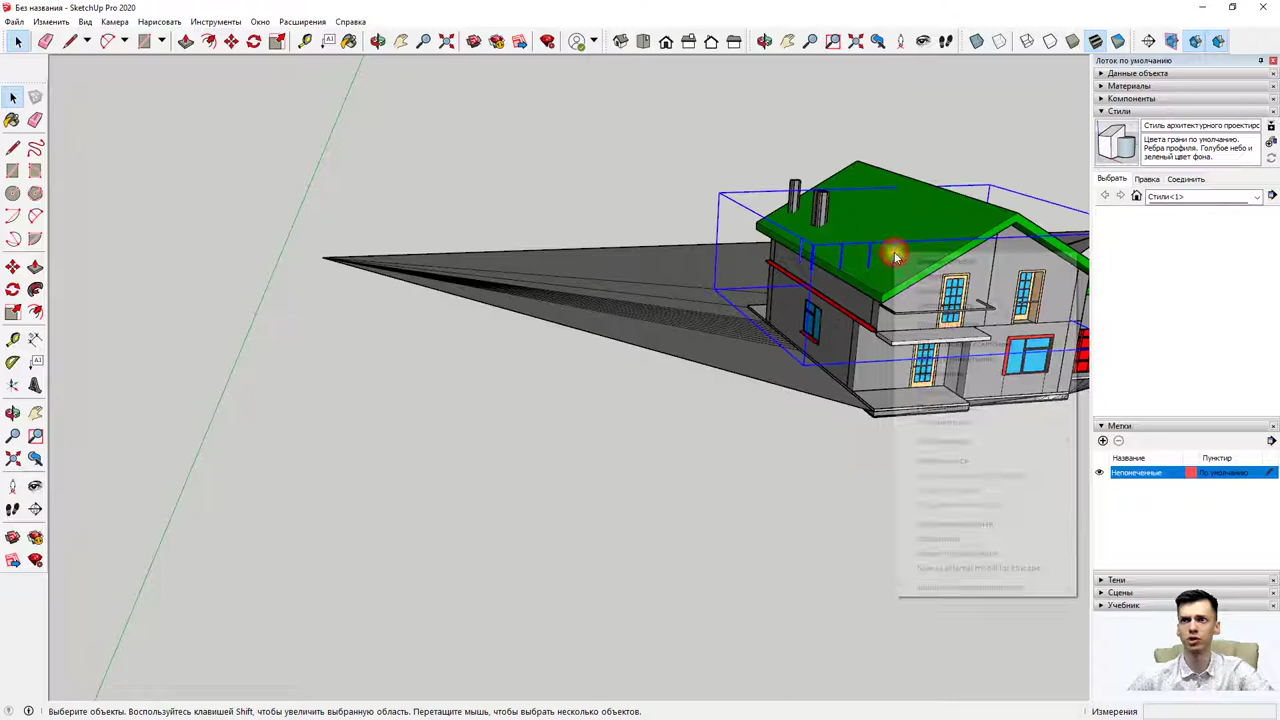 Без названия - SketchUp Pro 2020
Файл Изменить Вид Камера Нарисовать Инструменты Окно Расширения Справка
Лоток по умолчанию
Данные объекта
Материалы
Компоненты
Стили
Стиль архитектурного проектирс
Цвета грани по умолчанию. Ребра профиля. Голубое небо и зеленый цвет фона.
Выбрать Правка Соединить
Стили<1>
Метки
Название Пунктир
Непомеченные По умолчанию
Тени
Сцены
Учебник
Выберите объекты. Воспользуйтесь клавишей Shift, чтобы увеличить выбранную область. Перетащите мышь, чтобы выбрать несколько объектов.
Измерения